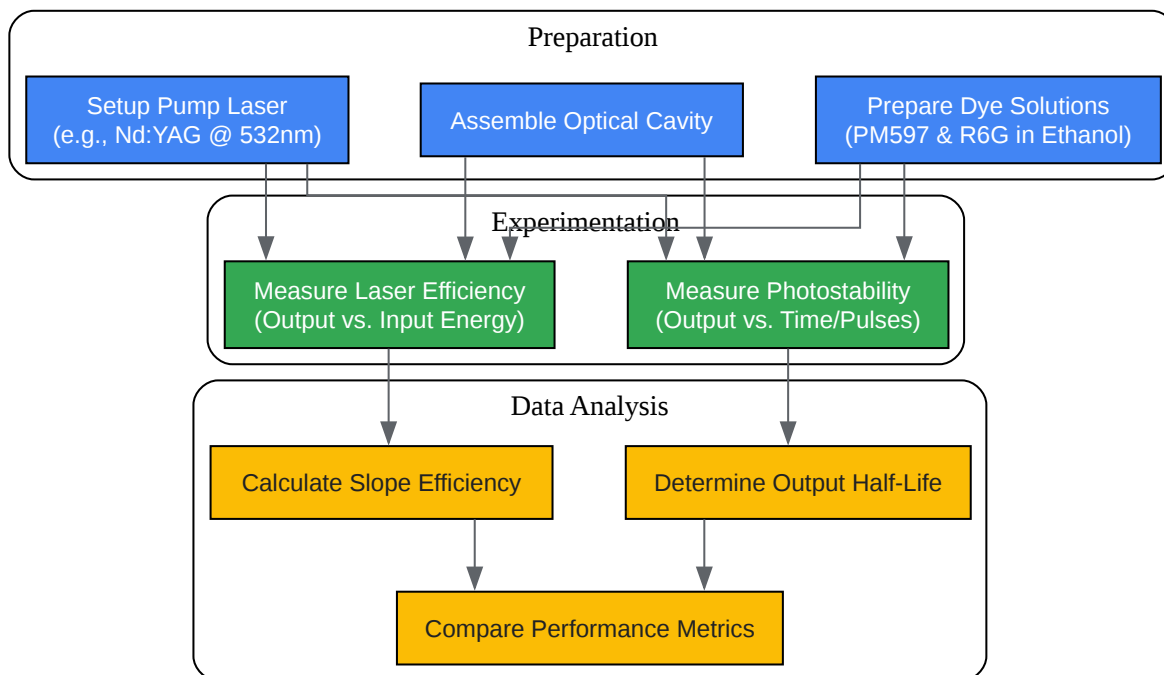 Preparation
Setup Pump Laser
(e.g., Nd:YAG @ 532nm)
Assemble Optical Cavity
Prepare Dye Solutions
(PM597 & R6G in Ethanol)
Experimentation
Measure Laser Efficiency
(Output vs. Input Energy)
Measure Photostability
(Output vs. Time/Pulses)
Data Analysis
Calculate Slope Efficiency
Determine Output Half-Life
Compare Performance Metrics